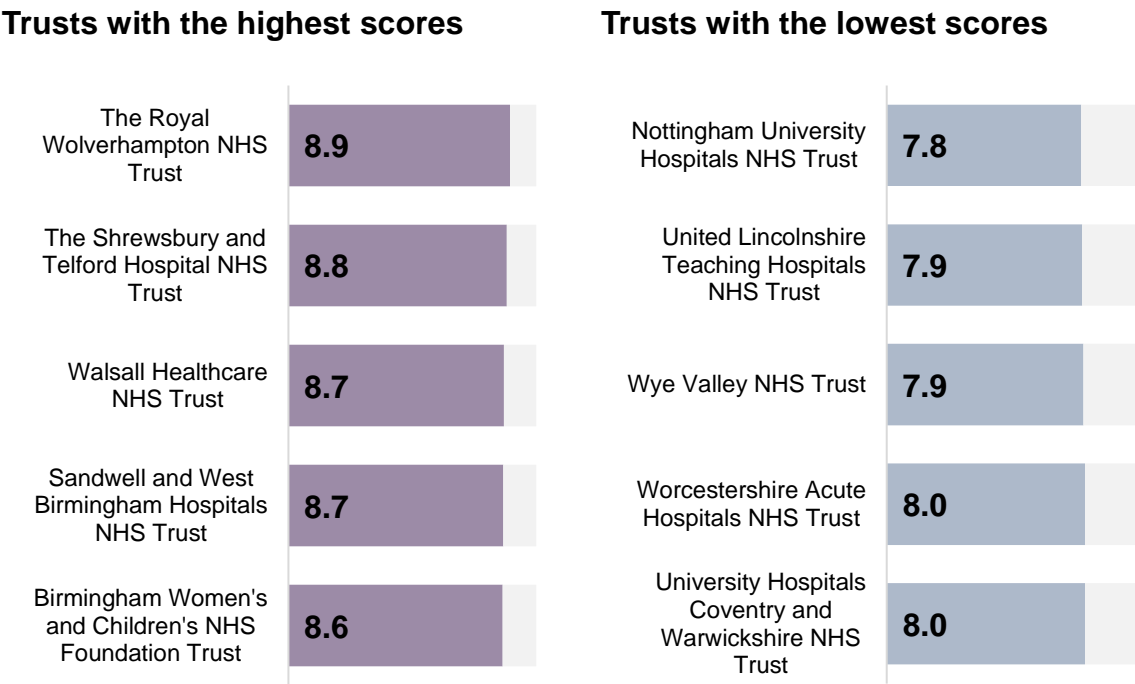 Trusts with the highest scores
The Royal
Wolverhampton NHS
Trust
8.9
The Shrewsbury and
Telford Hospital NHS
Trust
8.8
Walsall Healthcare
NHS Trust
8.7
Sandwell and West
Birmingham Hospitals
NHS Trust
8.7
Birmingham Women's
and Children's NHS
Foundation Trust
8.6
Trusts with the lowest scores
Nottingham University
Hospitals NHS Trust
7.8
United Lincolnshire
Teaching Hospitals
NHS Trust
7.9
Wye Valley NHS Trust
7.9
Worcestershire Acute
Hospitals NHS Trust
8.0
University Hospitals
Coventry and
Warwickshire NHS
Trust
8.0